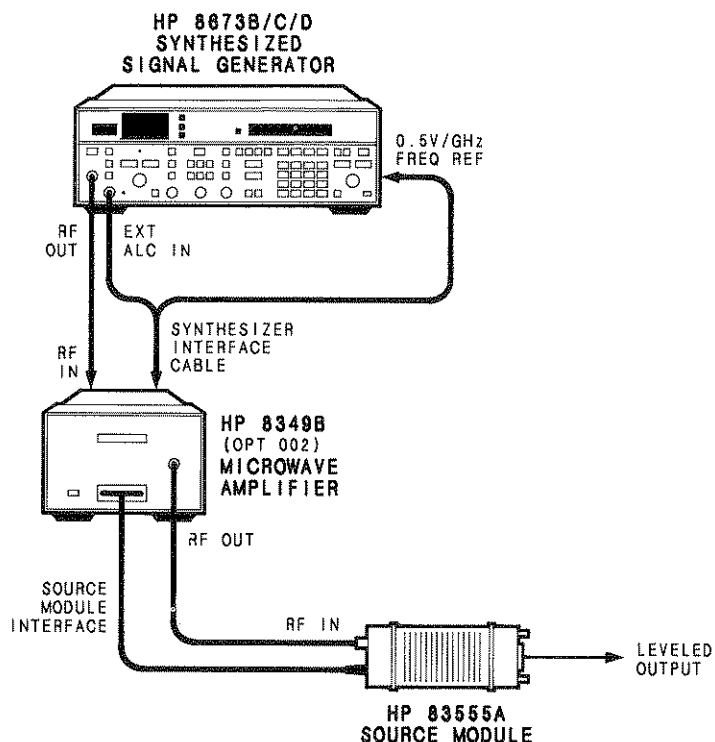 HP 8673B/C/D
SYNTHESIZED
SIGNAL GENERATOR
0.5V/GHz
FREQ REF
RF
OUT
EXT
ALC IN
RF
IN
SYNTHESIZER
INTERFACE
CABLE
HP 8349B
(OPT 002)
MICROWAVE
AMPLIFIER
RF OUT
SOURCE
MODULE
INTERFACE
RF IN
LEVELED
OUTPUT
HP 83555A
SOURCE MODULE